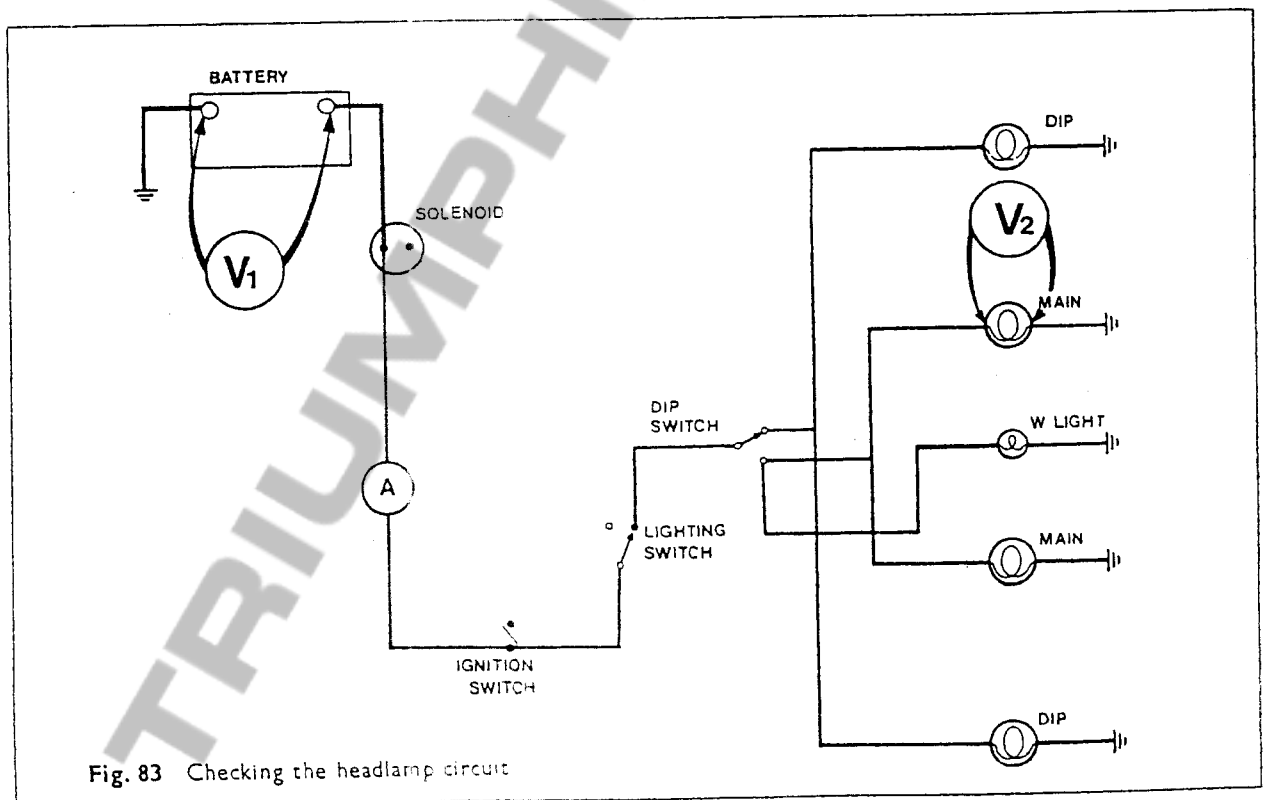 BATTERY
DIP
SOLENOID
V2
V1
MAIN
DIP
SWITCH
W LIGHT
A
LIGHTING
SWITCH
MAIN
IGNITION
SWITCH
DIP
Fig. 83 Checking the headlamp circuit
TRIUMPH